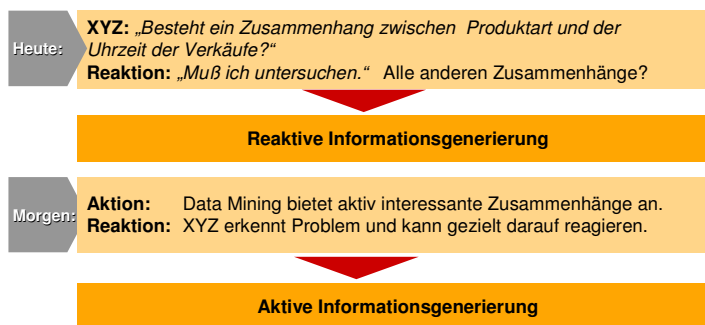 Heute:
XYZ: „Besteht ein Zusammenhang zwischen Produktart und der
Uhrzeit der Verkäufe?“
Reaktion: „Muß ich untersuchen.“ Alle anderen Zusammenhänge?
Reaktive Informationsgenerierung
Morgen:
Aktion: Data Mining bietet aktiv interessante Zusammenhänge an.
Reaktion: XYZ erkennt Problem und kann gezielt darauf reagieren.
Aktive Informationsgenerierung